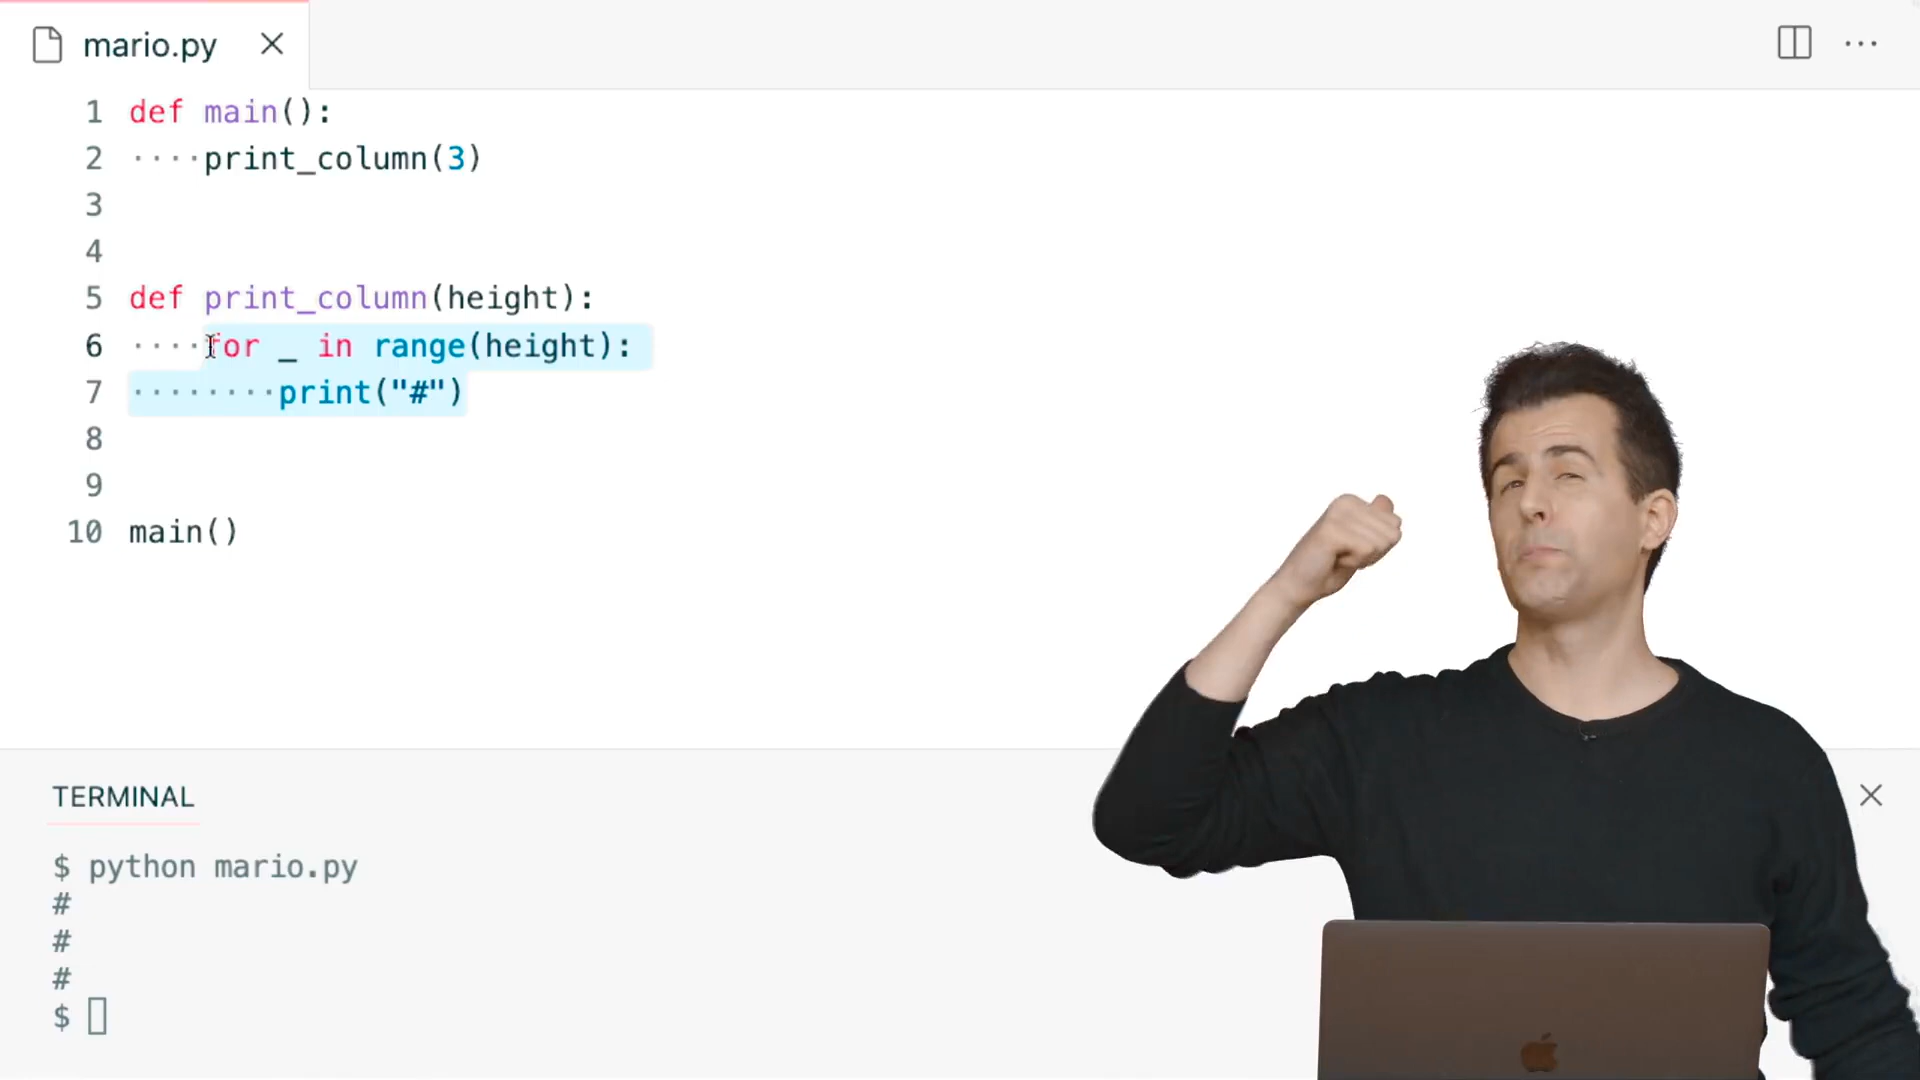 mario.py
1 def main():
2 ····print_column(3)
3
4
5 def print_column(height):
6 ····for _ in range(height):
7 ········print("#")
8
9
10 main()
TERMINAL
$ python mario.py
#
#
#
$